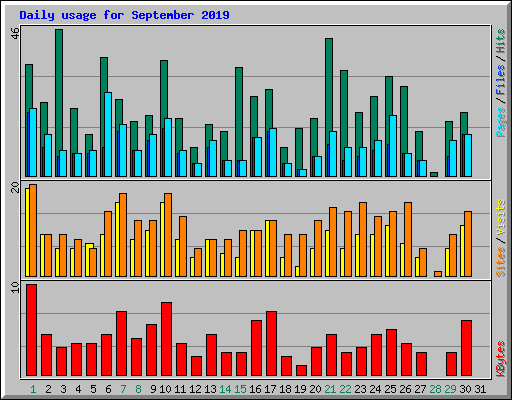 Daily usage for September 2019
46
Pages / Files / Hits
20
Sites / Visits
10
KBytes
1 2 3 4 5 6 7 8 9 10 11 12 13 14 15 16 17 18 19 20 21 22 23 24 25 26 27 28 29 30 31